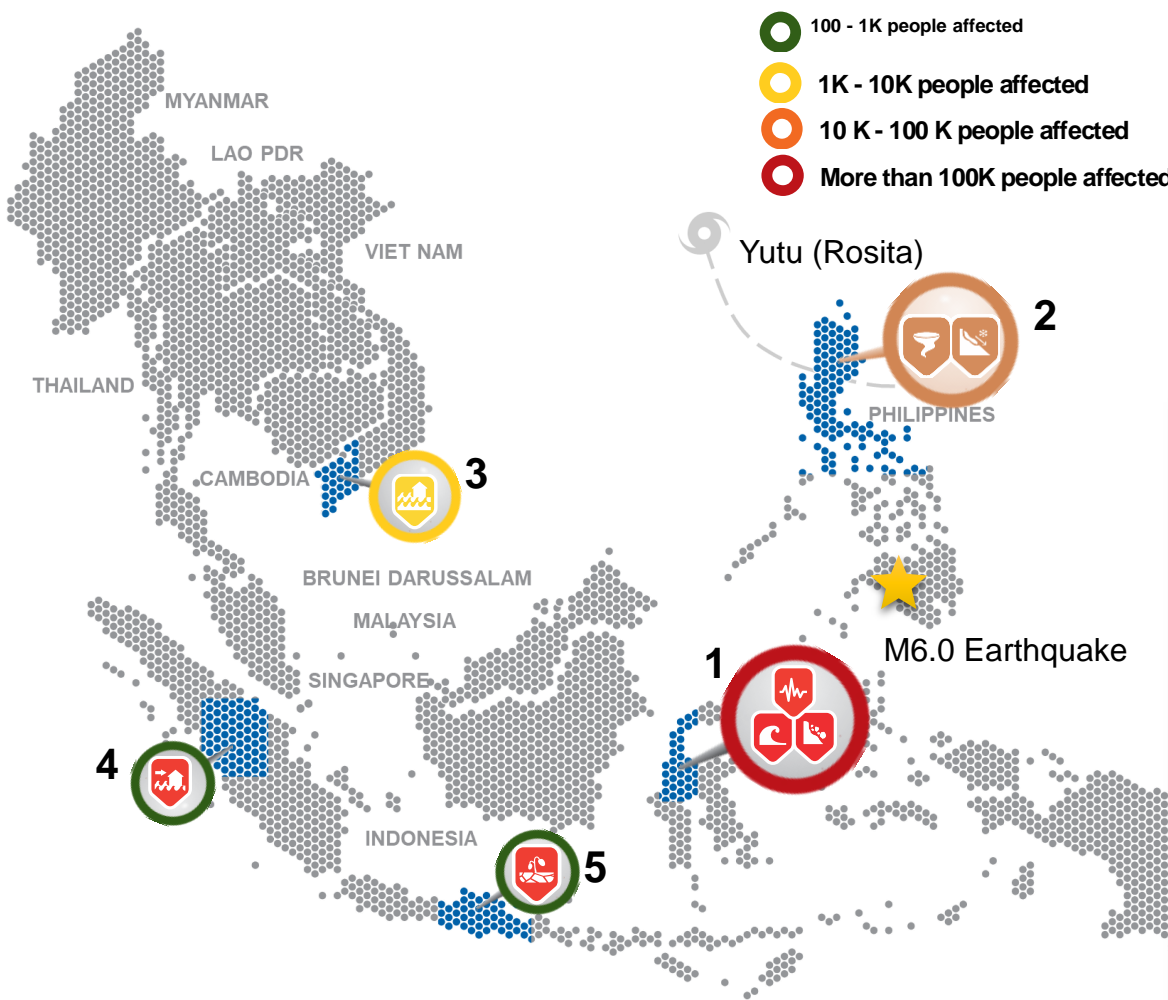 100 - 1K people affected
1K - 10K people affected
10 K - 100 K people affected
More than 100K people affected
MYANMAR
LAO PDR
VIET NAM
Yutu (Rosita)
2
THAILAND
PHILIPPINES
CAMBODIA
3
BRUNEI DARUSSALAM
MALAYSIA
M6.0 Earthquake
1
SINGAPORE
4
INDONESIA
5